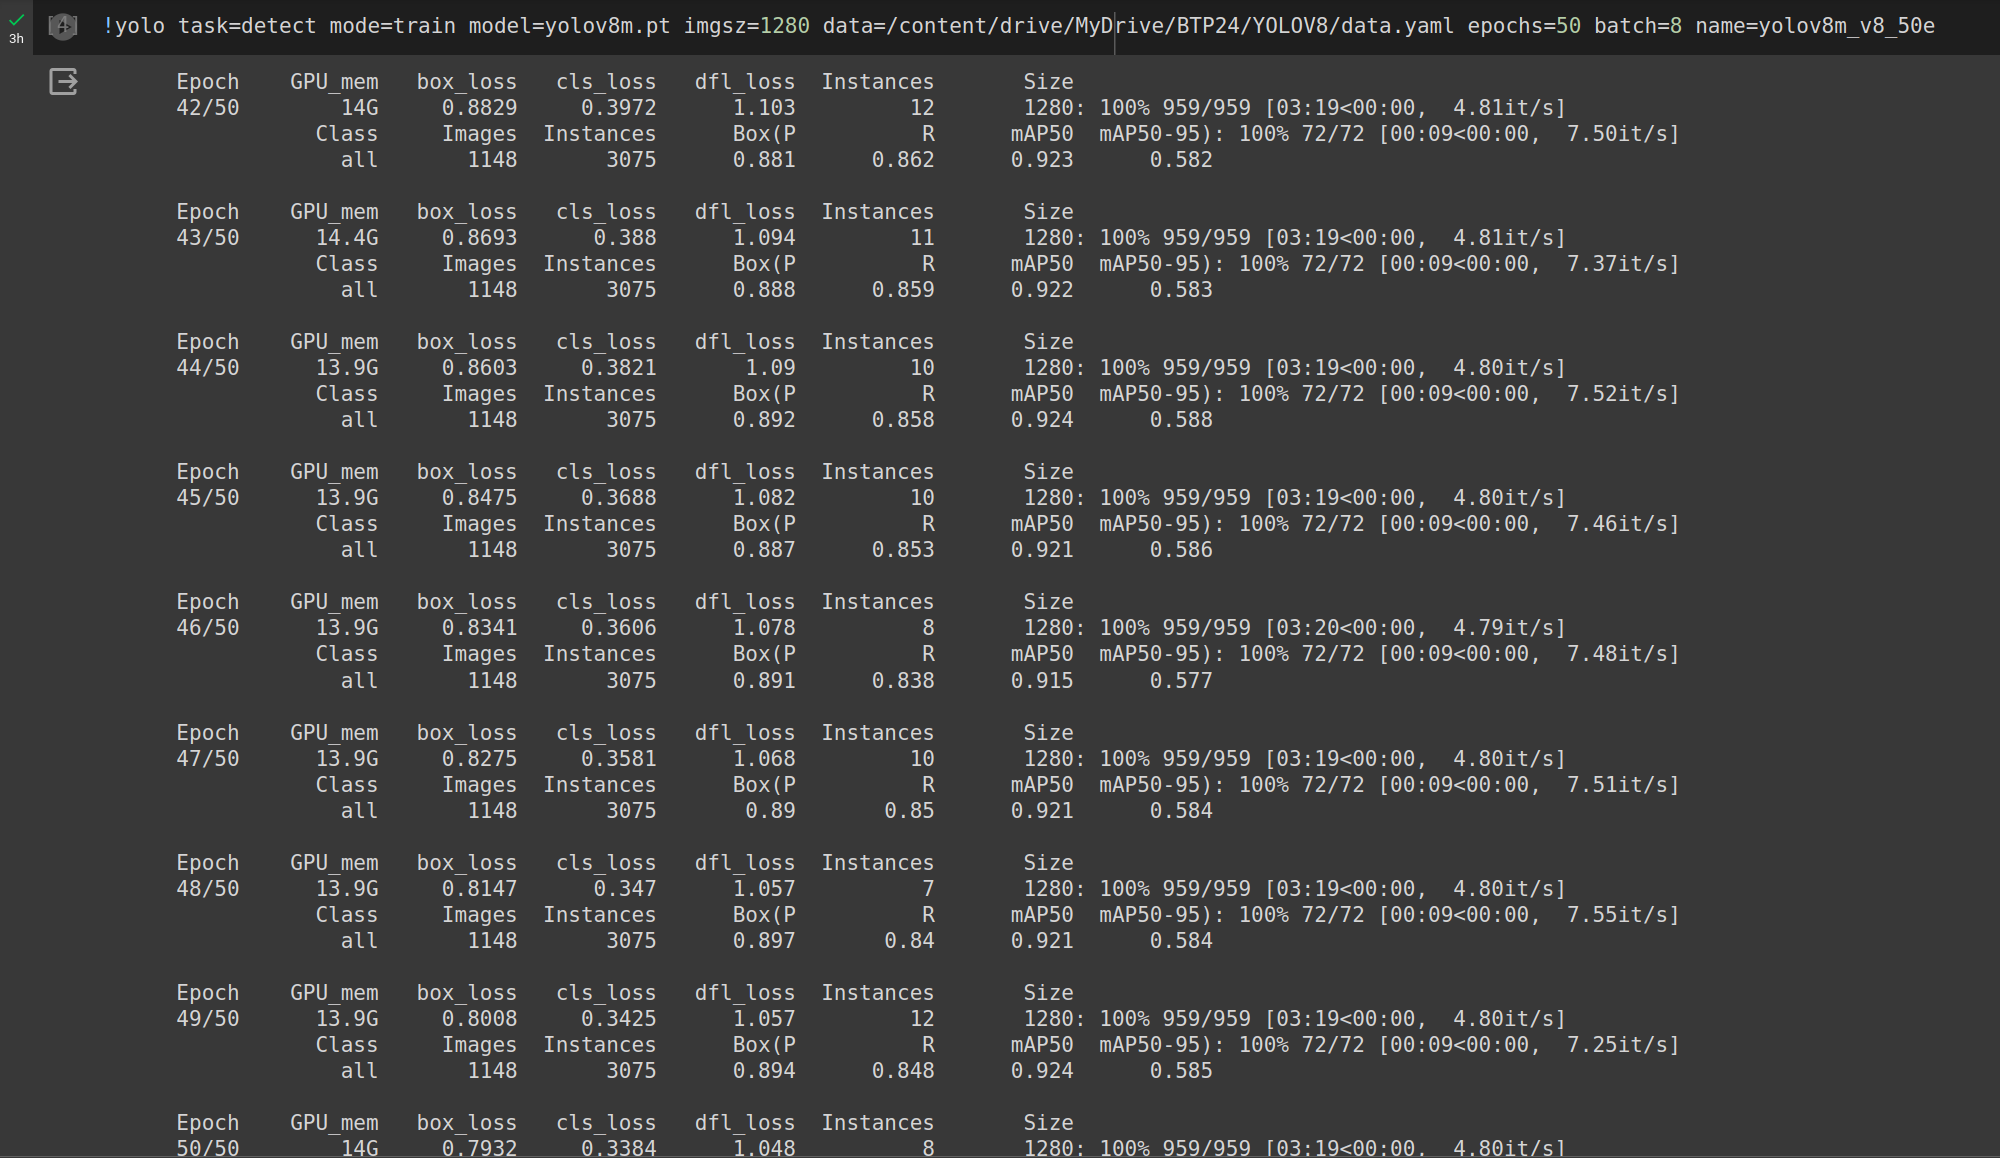 [4] !yolo task=detect mode=train model=yolov8m.pt imgsz=1280 data=/content/drive/MyDrive/BTP24/YOLOV8/data.yaml epochs=50 batch=8 name=yolov8m_v8_50e
3h
Epoch GPU_mem box_loss cls_loss dfl_loss Instances Size
42/50 14G 0.8829 0.3972 1.103 12 1280: 100% 959/959 [03:19<00:00, 4.81it/s]
Class Images Instances Box(P R mAP50 mAP50-95): 100% 72/72 [00:09<00:00, 7.50it/s]
all 1148 3075 0.881 0.862 0.923 0.582
Epoch GPU_mem box_loss cls_loss dfl_loss Instances Size
43/50 14.4G 0.8693 0.388 1.094 11 1280: 100% 959/959 [03:19<00:00, 4.81it/s]
Class Images Instances Box(P R mAP50 mAP50-95): 100% 72/72 [00:09<00:00, 7.37it/s]
all 1148 3075 0.888 0.859 0.922 0.583
Epoch GPU_mem box_loss cls_loss dfl_loss Instances Size
44/50 13.9G 0.8603 0.3821 1.09 10 1280: 100% 959/959 [03:19<00:00, 4.80it/s]
Class Images Instances Box(P R mAP50 mAP50-95): 100% 72/72 [00:09<00:00, 7.52it/s]
all 1148 3075 0.892 0.858 0.924 0.588
Epoch GPU_mem box_loss cls_loss dfl_loss Instances Size
45/50 13.9G 0.8475 0.3688 1.082 10 1280: 100% 959/959 [03:19<00:00, 4.80it/s]
Class Images Instances Box(P R mAP50 mAP50-95): 100% 72/72 [00:09<00:00, 7.46it/s]
all 1148 3075 0.887 0.853 0.921 0.586
Epoch GPU_mem box_loss cls_loss dfl_loss Instances Size
46/50 13.9G 0.8341 0.3606 1.078 8 1280: 100% 959/959 [03:20<00:00, 4.79it/s]
Class Images Instances Box(P R mAP50 mAP50-95): 100% 72/72 [00:09<00:00, 7.48it/s]
all 1148 3075 0.891 0.838 0.915 0.577
Epoch GPU_mem box_loss cls_loss dfl_loss Instances Size
47/50 13.9G 0.8275 0.3581 1.068 10 1280: 100% 959/959 [03:19<00:00, 4.80it/s]
Class Images Instances Box(P R mAP50 mAP50-95): 100% 72/72 [00:09<00:00, 7.51it/s]
all 1148 3075 0.89 0.85 0.921 0.584
Epoch GPU_mem box_loss cls_loss dfl_loss Instances Size
48/50 13.9G 0.8147 0.347 1.057 7 1280: 100% 959/959 [03:19<00:00, 4.80it/s]
Class Images Instances Box(P R mAP50 mAP50-95): 100% 72/72 [00:09<00:00, 7.55it/s]
all 1148 3075 0.897 0.84 0.921 0.584
Epoch GPU_mem box_loss cls_loss dfl_loss Instances Size
49/50 13.9G 0.8008 0.3425 1.057 12 1280: 100% 959/959 [03:19<00:00, 4.80it/s]
Class Images Instances Box(P R mAP50 mAP50-95): 100% 72/72 [00:09<00:00, 7.25it/s]
all 1148 3075 0.894 0.848 0.924 0.585
Epoch GPU_mem box_loss cls_loss dfl_loss Instances Size
50/50 14G 0.7932 0.3384 1.048 8 1280: 100% 959/959 [03:19<00:00, 4.80it/s]